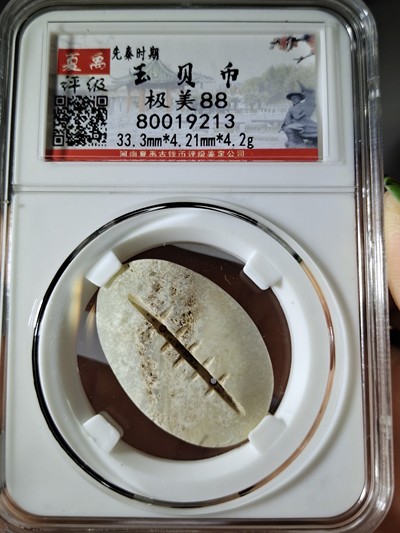 夏禹
评级
先秦时期
玉贝币
极美88
80019213
33.3mm*4.21mm*4.2g
河南夏禹古钱币评级鉴定公司